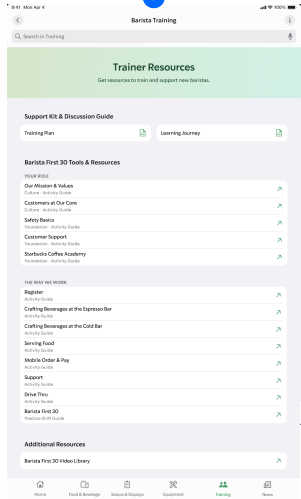 9:41 Mon Apr 4
100%
Barista Training
Search in Training
Trainer Resources
Get resources to train and support new baristas.
Support Kit & Discussion Guide
Training Plan
Learning Journey
Barista First 30 Tools & Resources
YOUR ROLE
Our Mission & Values
Culture · Activity Guide
Customers at Our Core
Culture · Activity Guide
Safety Basics
Foundation · Activity Guide
Customer Support
Foundation · Activity Guide
Starbucks Coffee Academy
Foundation · Activity Guide
THE WAY WE WORK
Register
Activity Guide
Crafting Beverages at the Espresso Bar
Activity Guide
Crafting Beverages at the Cold Bar
Activity Guide
Serving Food
Activity Guide
Mobile Order & Pay
Activity Guide
Support
Activity Guide
Drive Thru
Activity Guide
Barista First 30
Practice Shift Guide
Additional Resources
Barista First 30 Video Library
Home
Food & Beverage
Setups & Displays
Equipment
Training
News